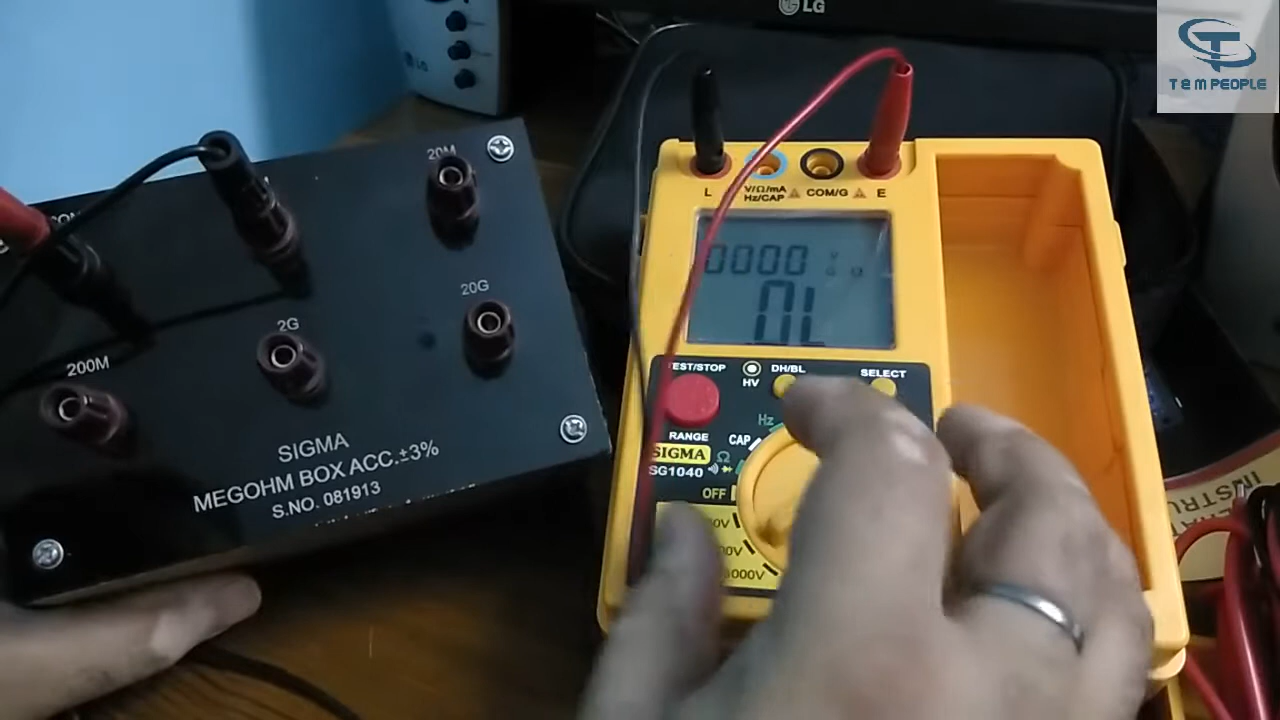 LG
T & M PEOPLE
20M
20G
2G
200M
SIGMA
MEGOHM BOX ACC.±3%
S.NO. 081913
L
V/Ω/mA
Hz/CAP
COM/G
E
0000
OL
TEST/STOP
HV
DH/BL
SELECT
RANGE
Hz
CAP
SIGMA
SG1040
Ω
OFF